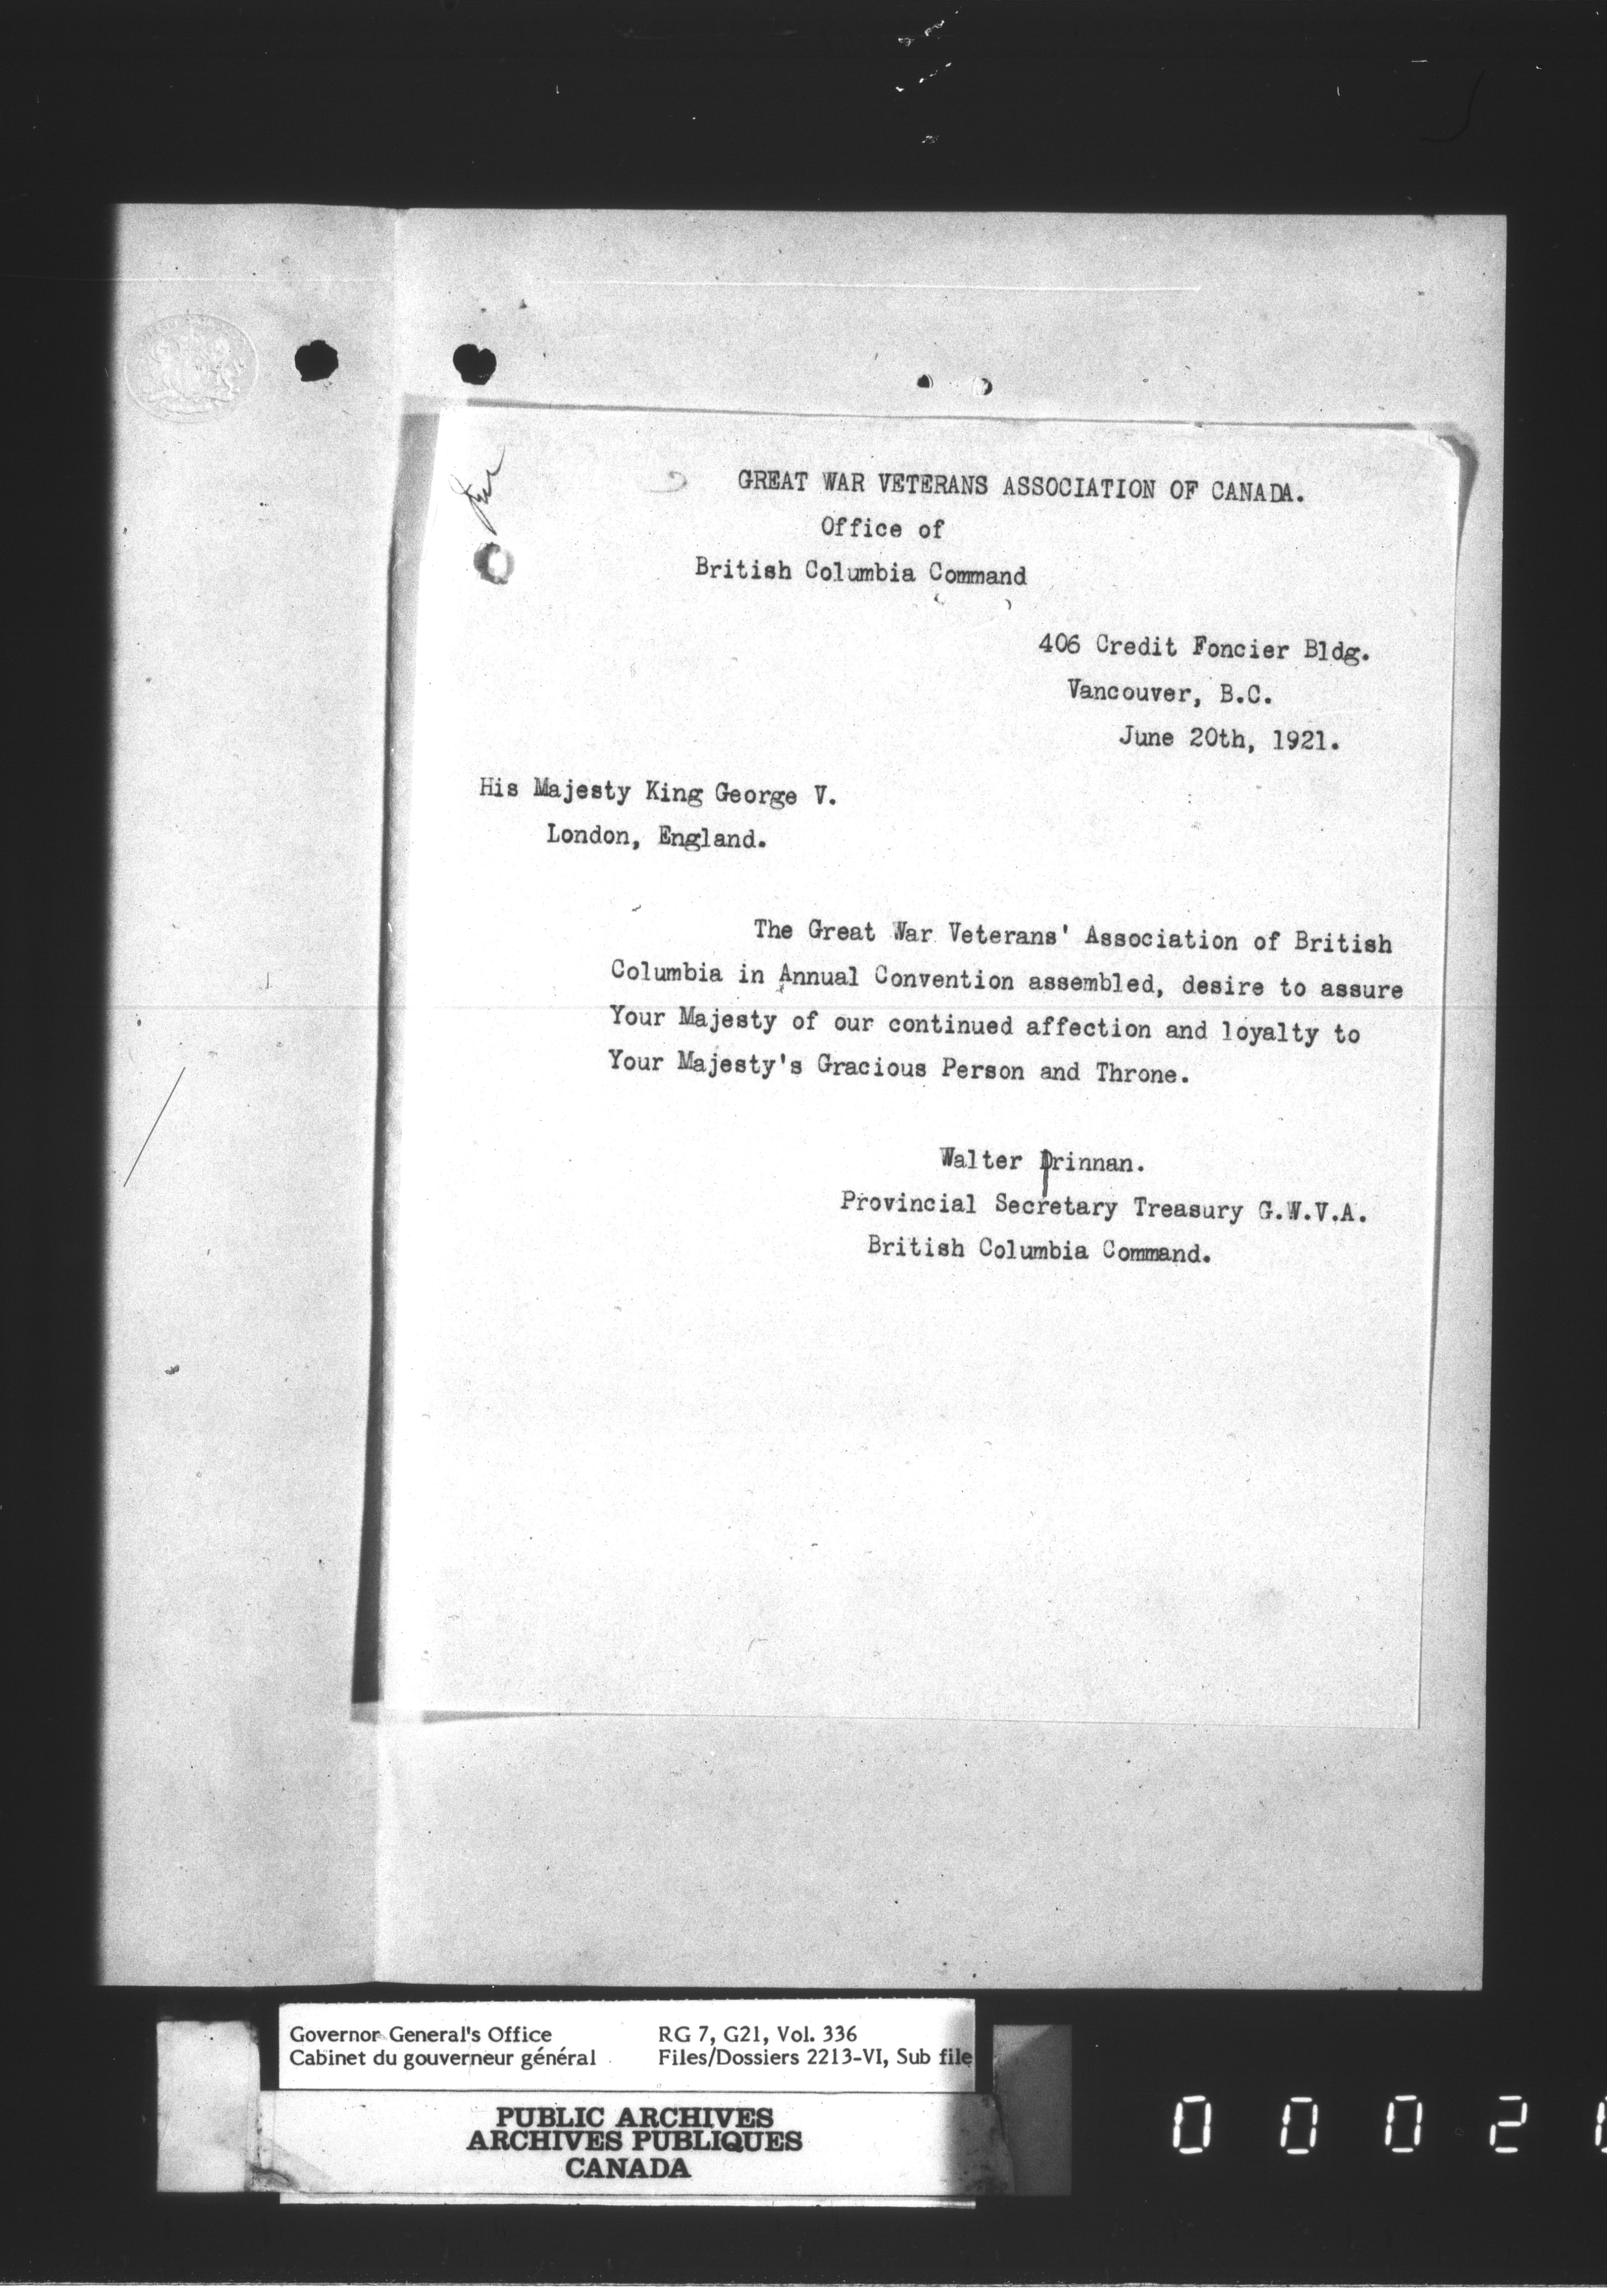 GREAT WAR VETERANS ASSOCIATION OF CANADA.
Office of
British Columbia Command
406 Credit Foncier Bldg.
Vancouver, B.C.
June 20th, 1921.
His Majesty King George V.
London, England.
The Great War Veterans' Association of British
Columbia in Annual Convention assembled, desire to assure
Your Majesty of our continued affection and loyalty to
Your Majesty's Gracious Person and Throne.
Walter Drinnan.
Provincial Secretary Treasury G.W.V.A.
British Columbia Command.
Governor General's Office RG 7, G21, Vol. 336
Cabinet du gouverneur général Files/Dossiers 2213-VI, Sub file
PUBLIC ARCHIVES
ARCHIVES PUBLIQUES
CANADA
0 0 0 2